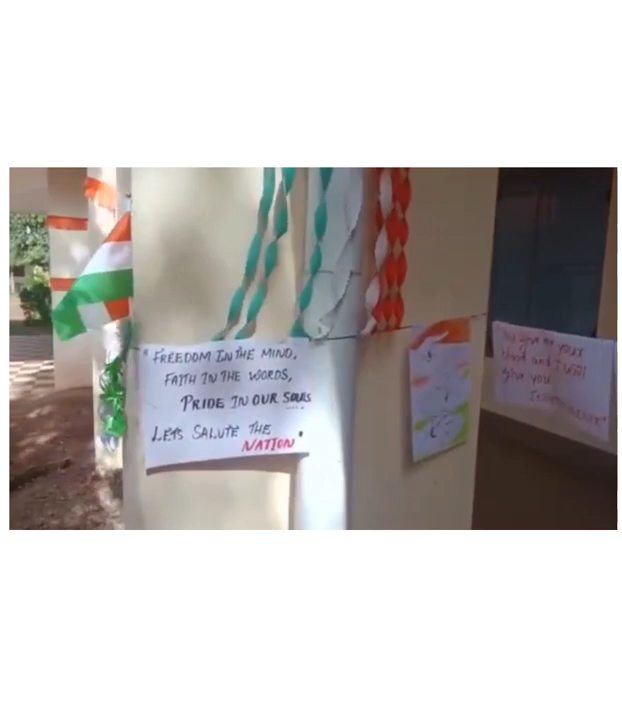 " FREEDOM IN THE MIND,
FAITH IN THE WORDS,
PRIDE IN OUR SOULS
LETS SALUTE THE
NATION"
You give me your
blood and I will
give you
INDEPENDENCE"